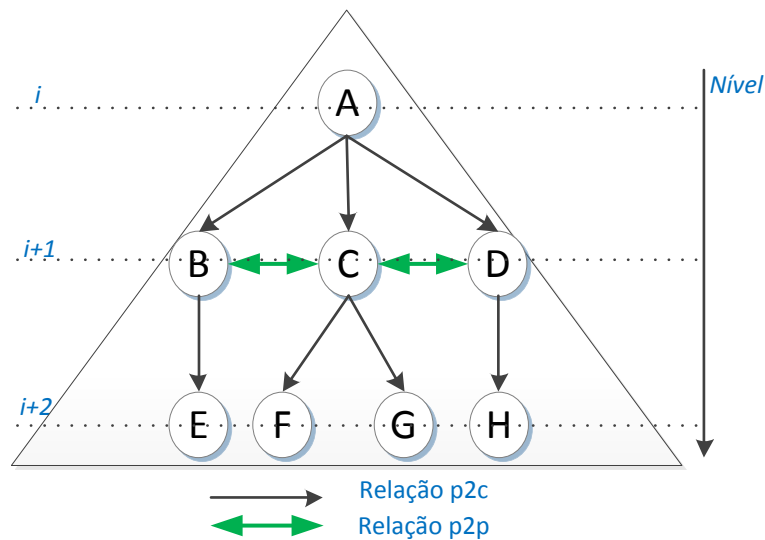 i
A
Nível
i+1
B
C
D
i+2
E
F
G
H
Relação p2c
Relação p2p